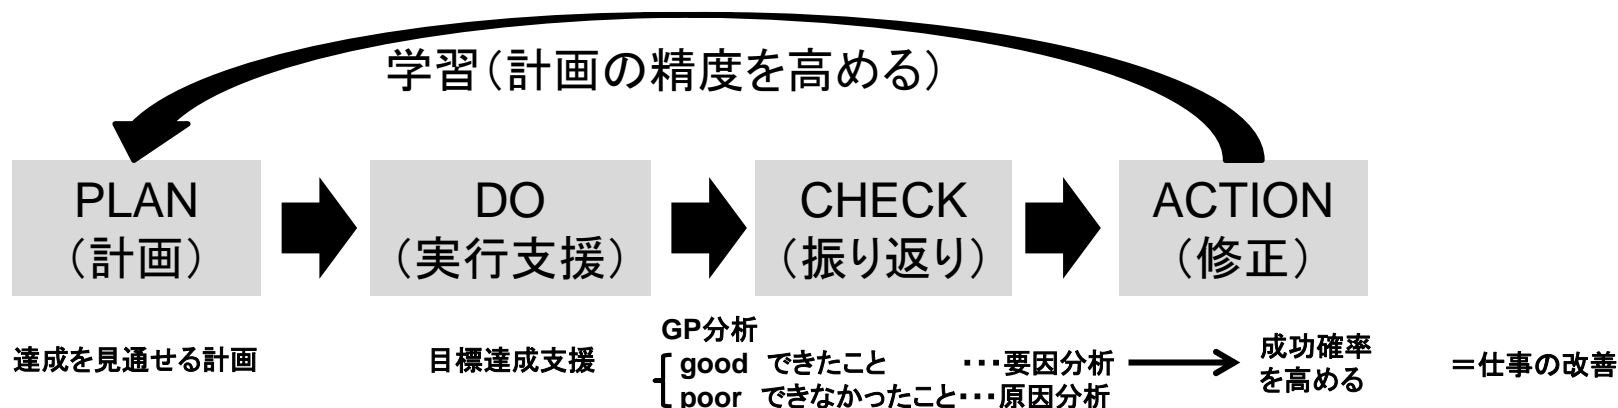 学習(計画の精度を高める)
PLAN
(計画)
DO
(実行支援)
CHECK
(振り返り)
ACTION
(修正)
達成を見通せる計画
目標達成支援
GP分析
good できたこと ・・・要因分析
poor できなかったこと・・・原因分析
成功確率
を高める
＝仕事の改善